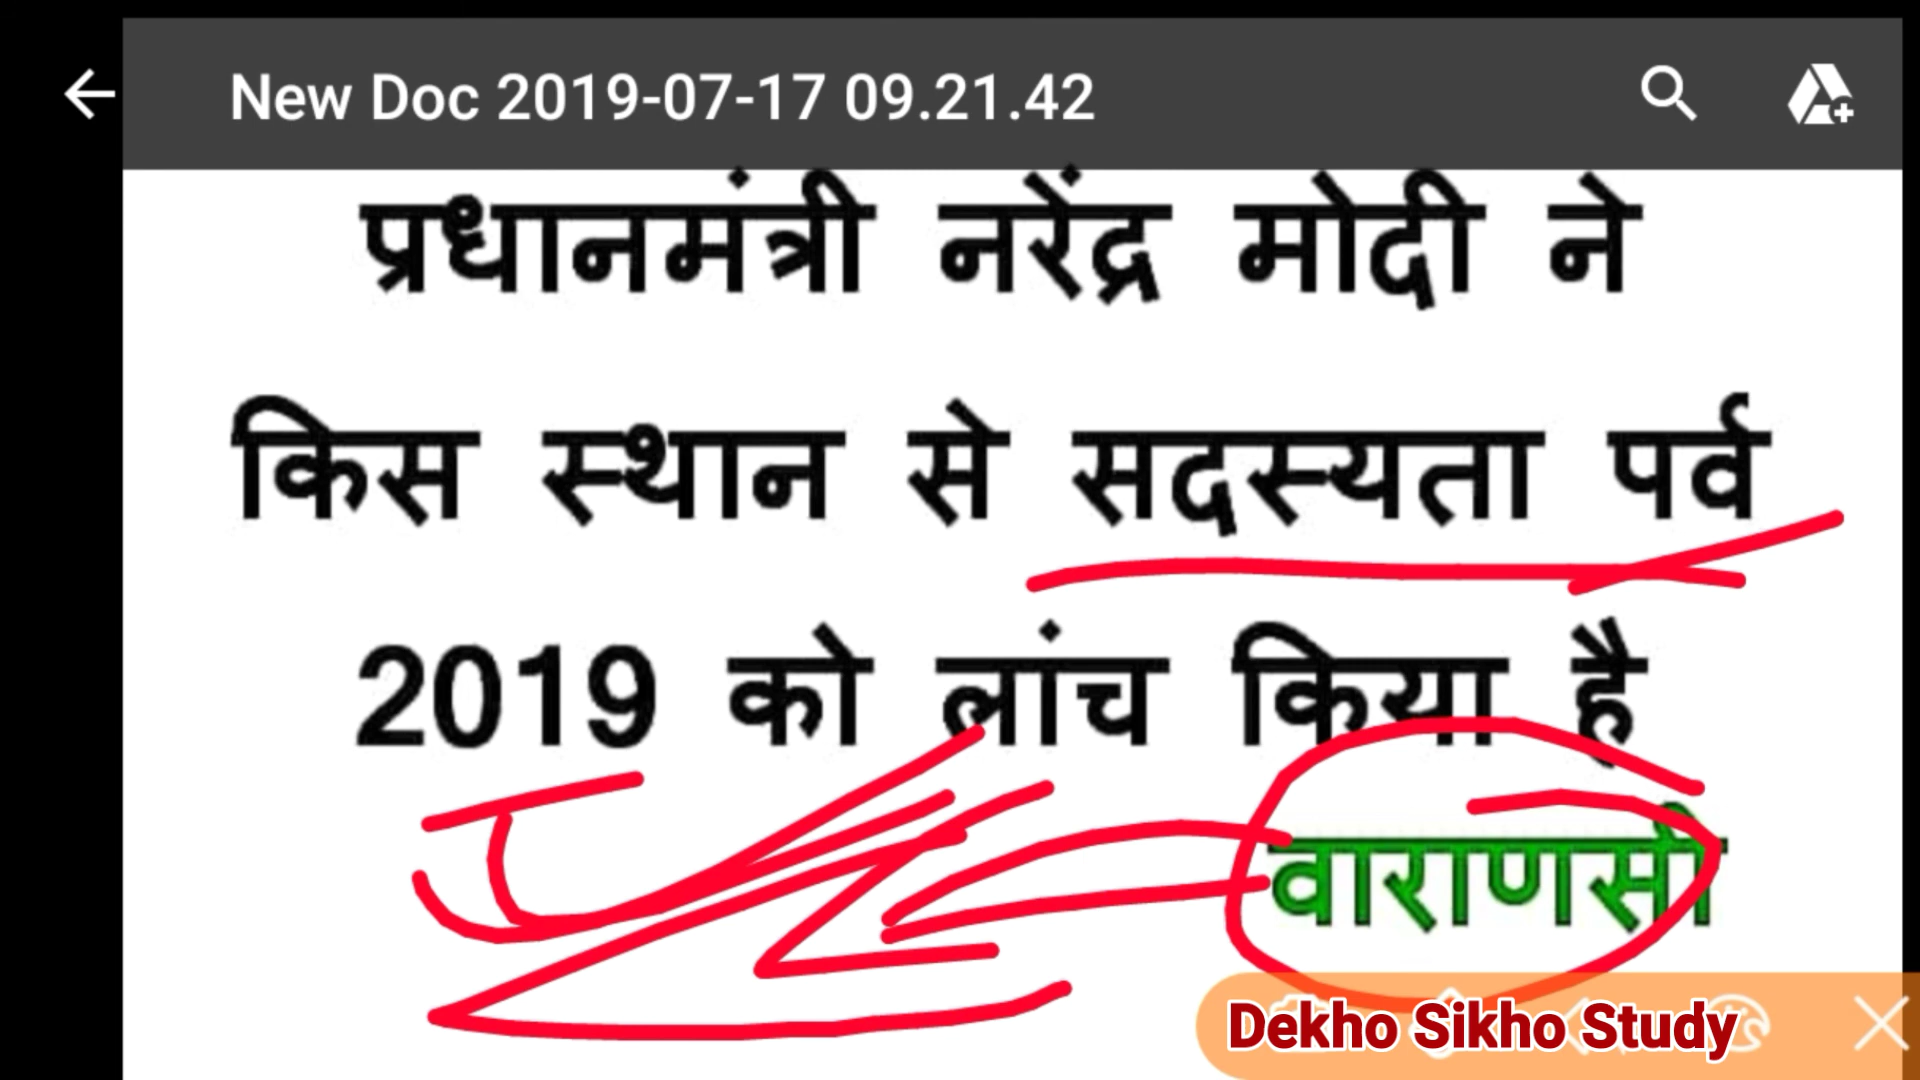 New Doc 2019-07-17 09.21.42
प्रधानमंत्री नरेंद्र मोदी ने
किस स्थान से सदस्यता पर्व
2019 को लांच किया है
वाराणसी
Dekho Sikho Study